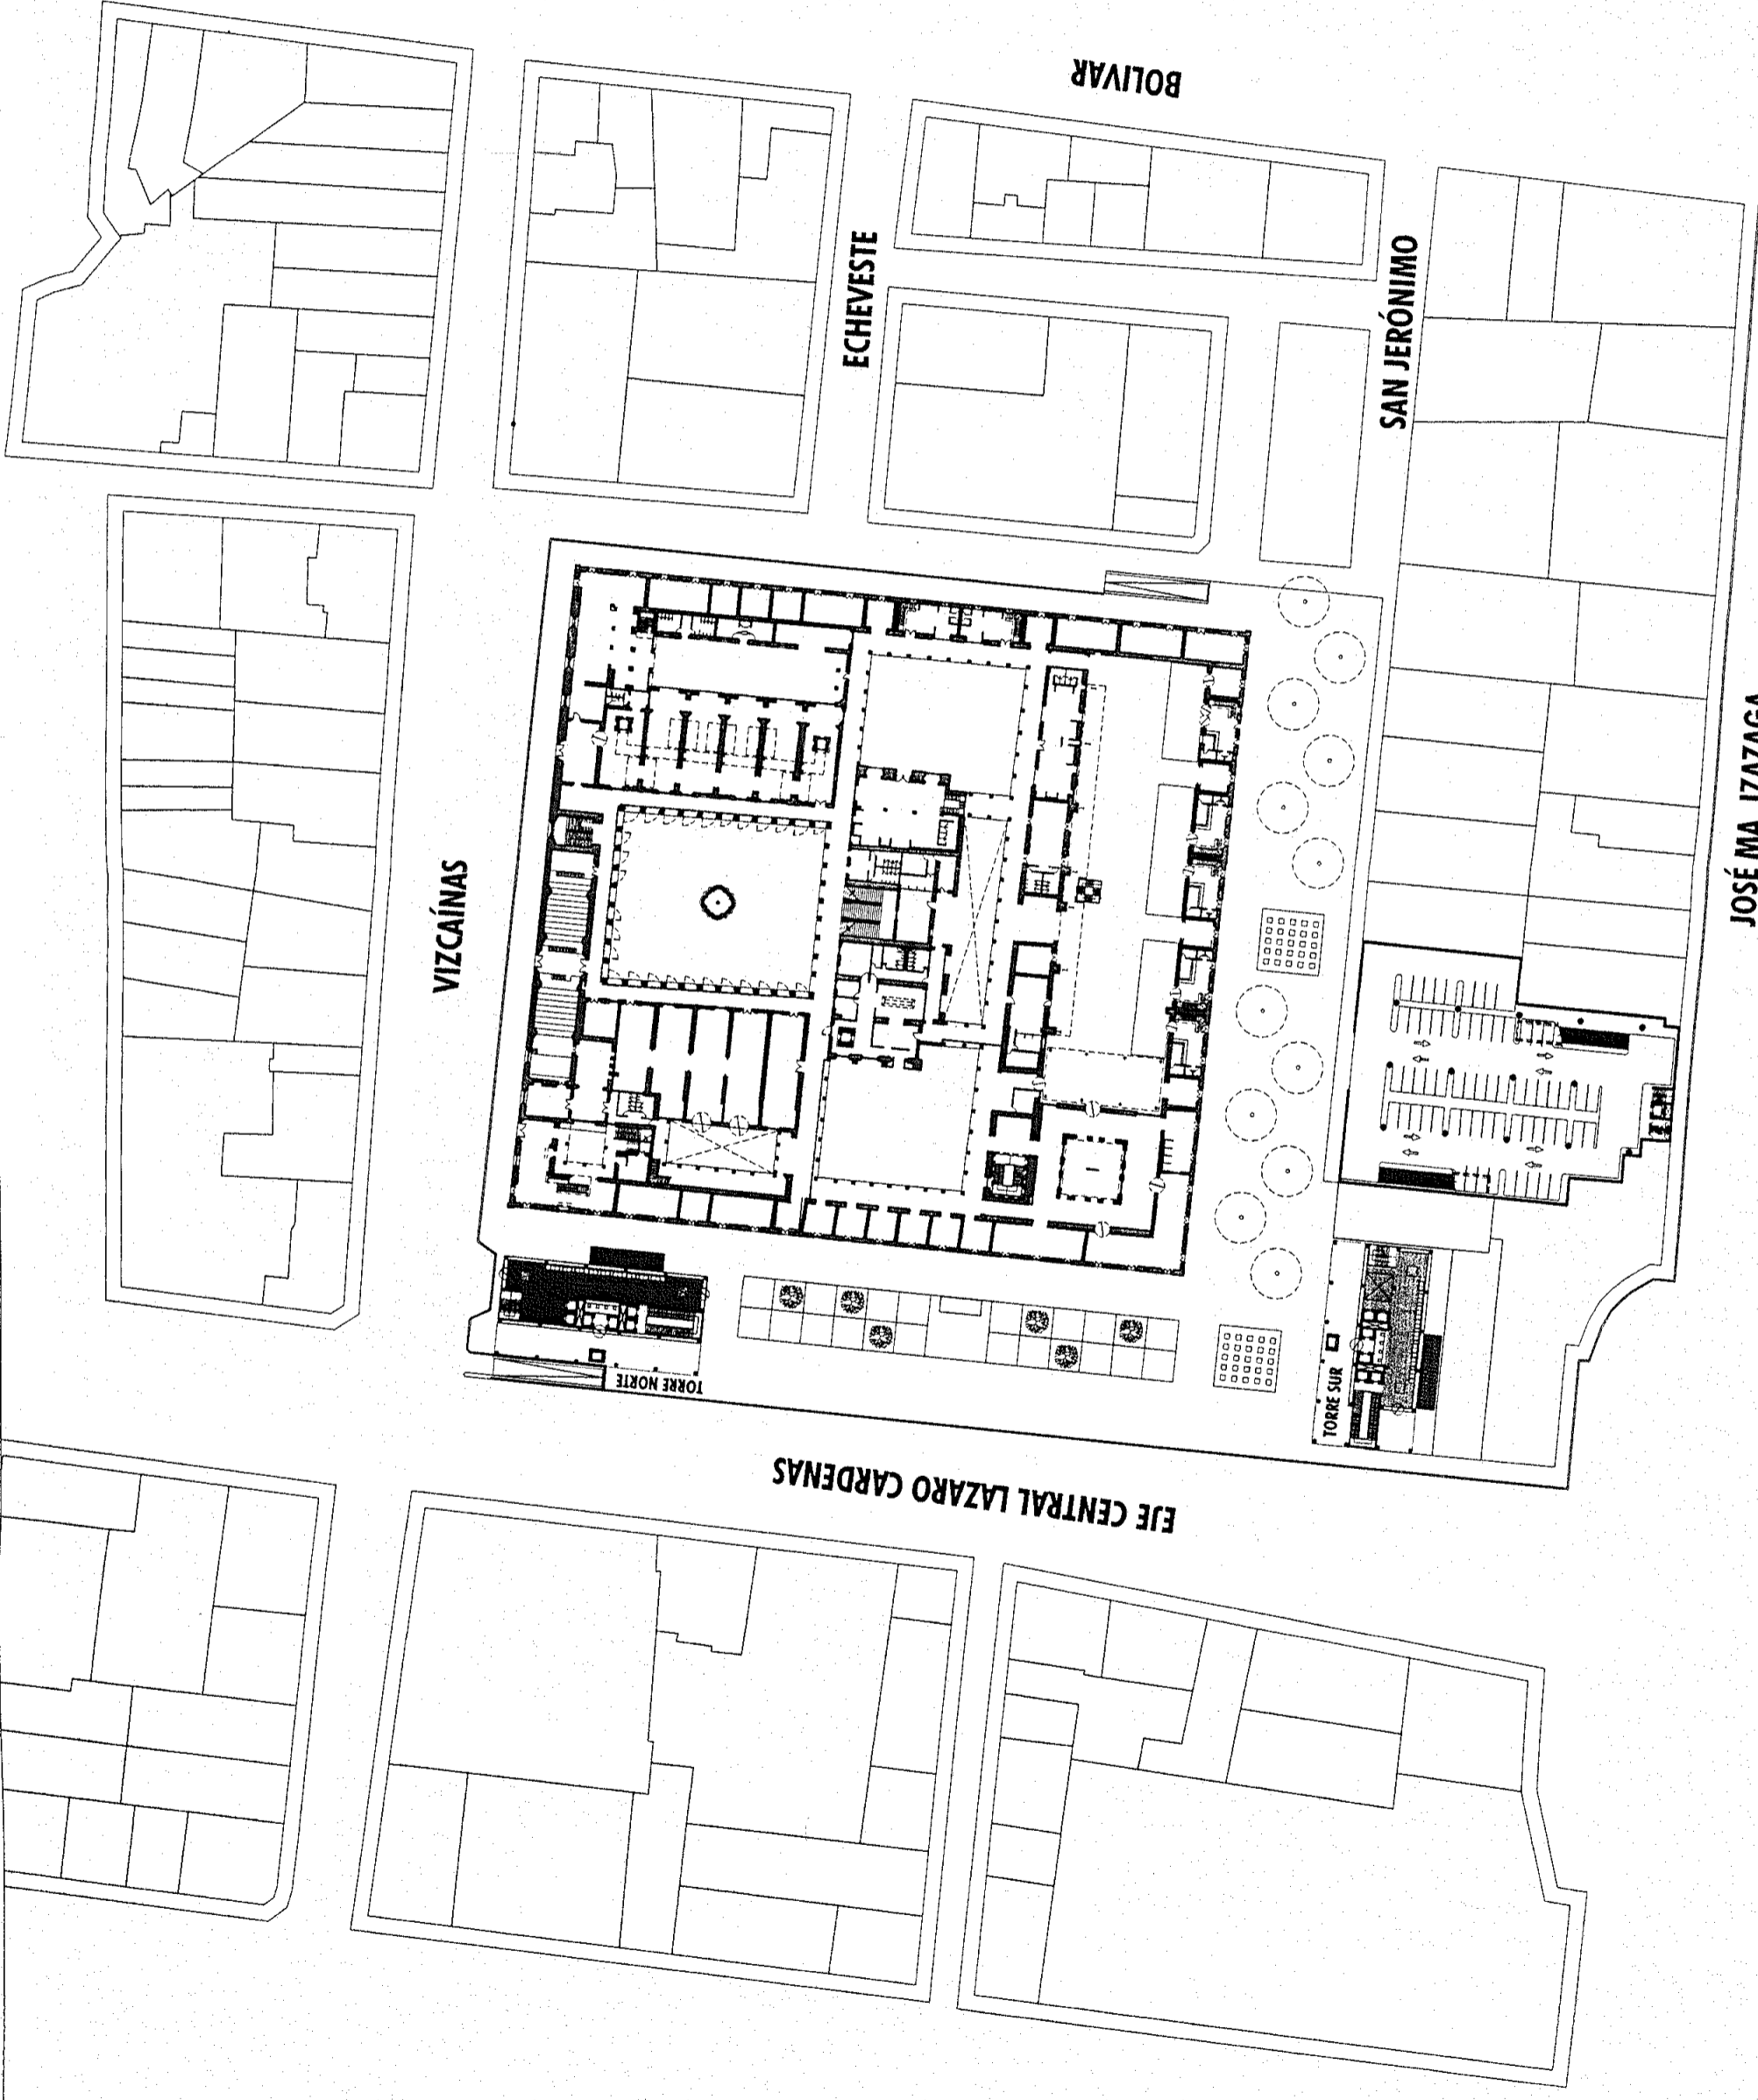 BOLIVAR
ECHEVESTE
SAN JERÓNIMO
JOSÉ MA. IZAZAGA
VIZCAÍNAS
TORRE NORTE
TORRE SUR
EJE CENTRAL LAZARO CARDENAS